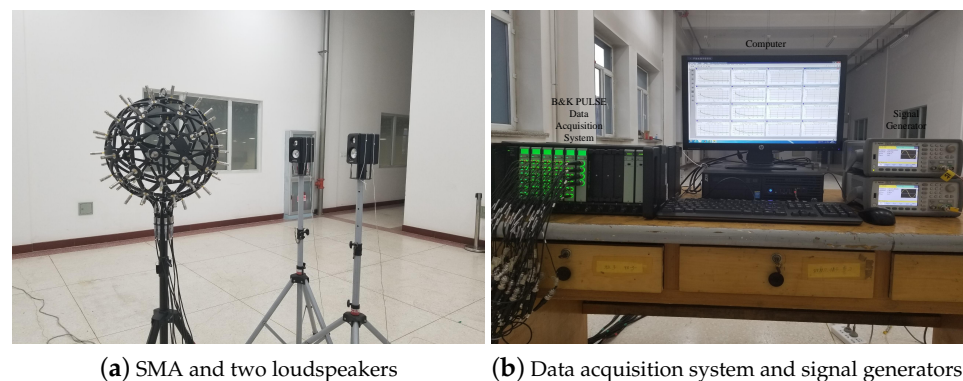 Computer
B&K PULSE
Data
Acquisition
System
Signal
Generator
(a) SMA and two loudspeakers
(b) Data acquisition system and signal generators